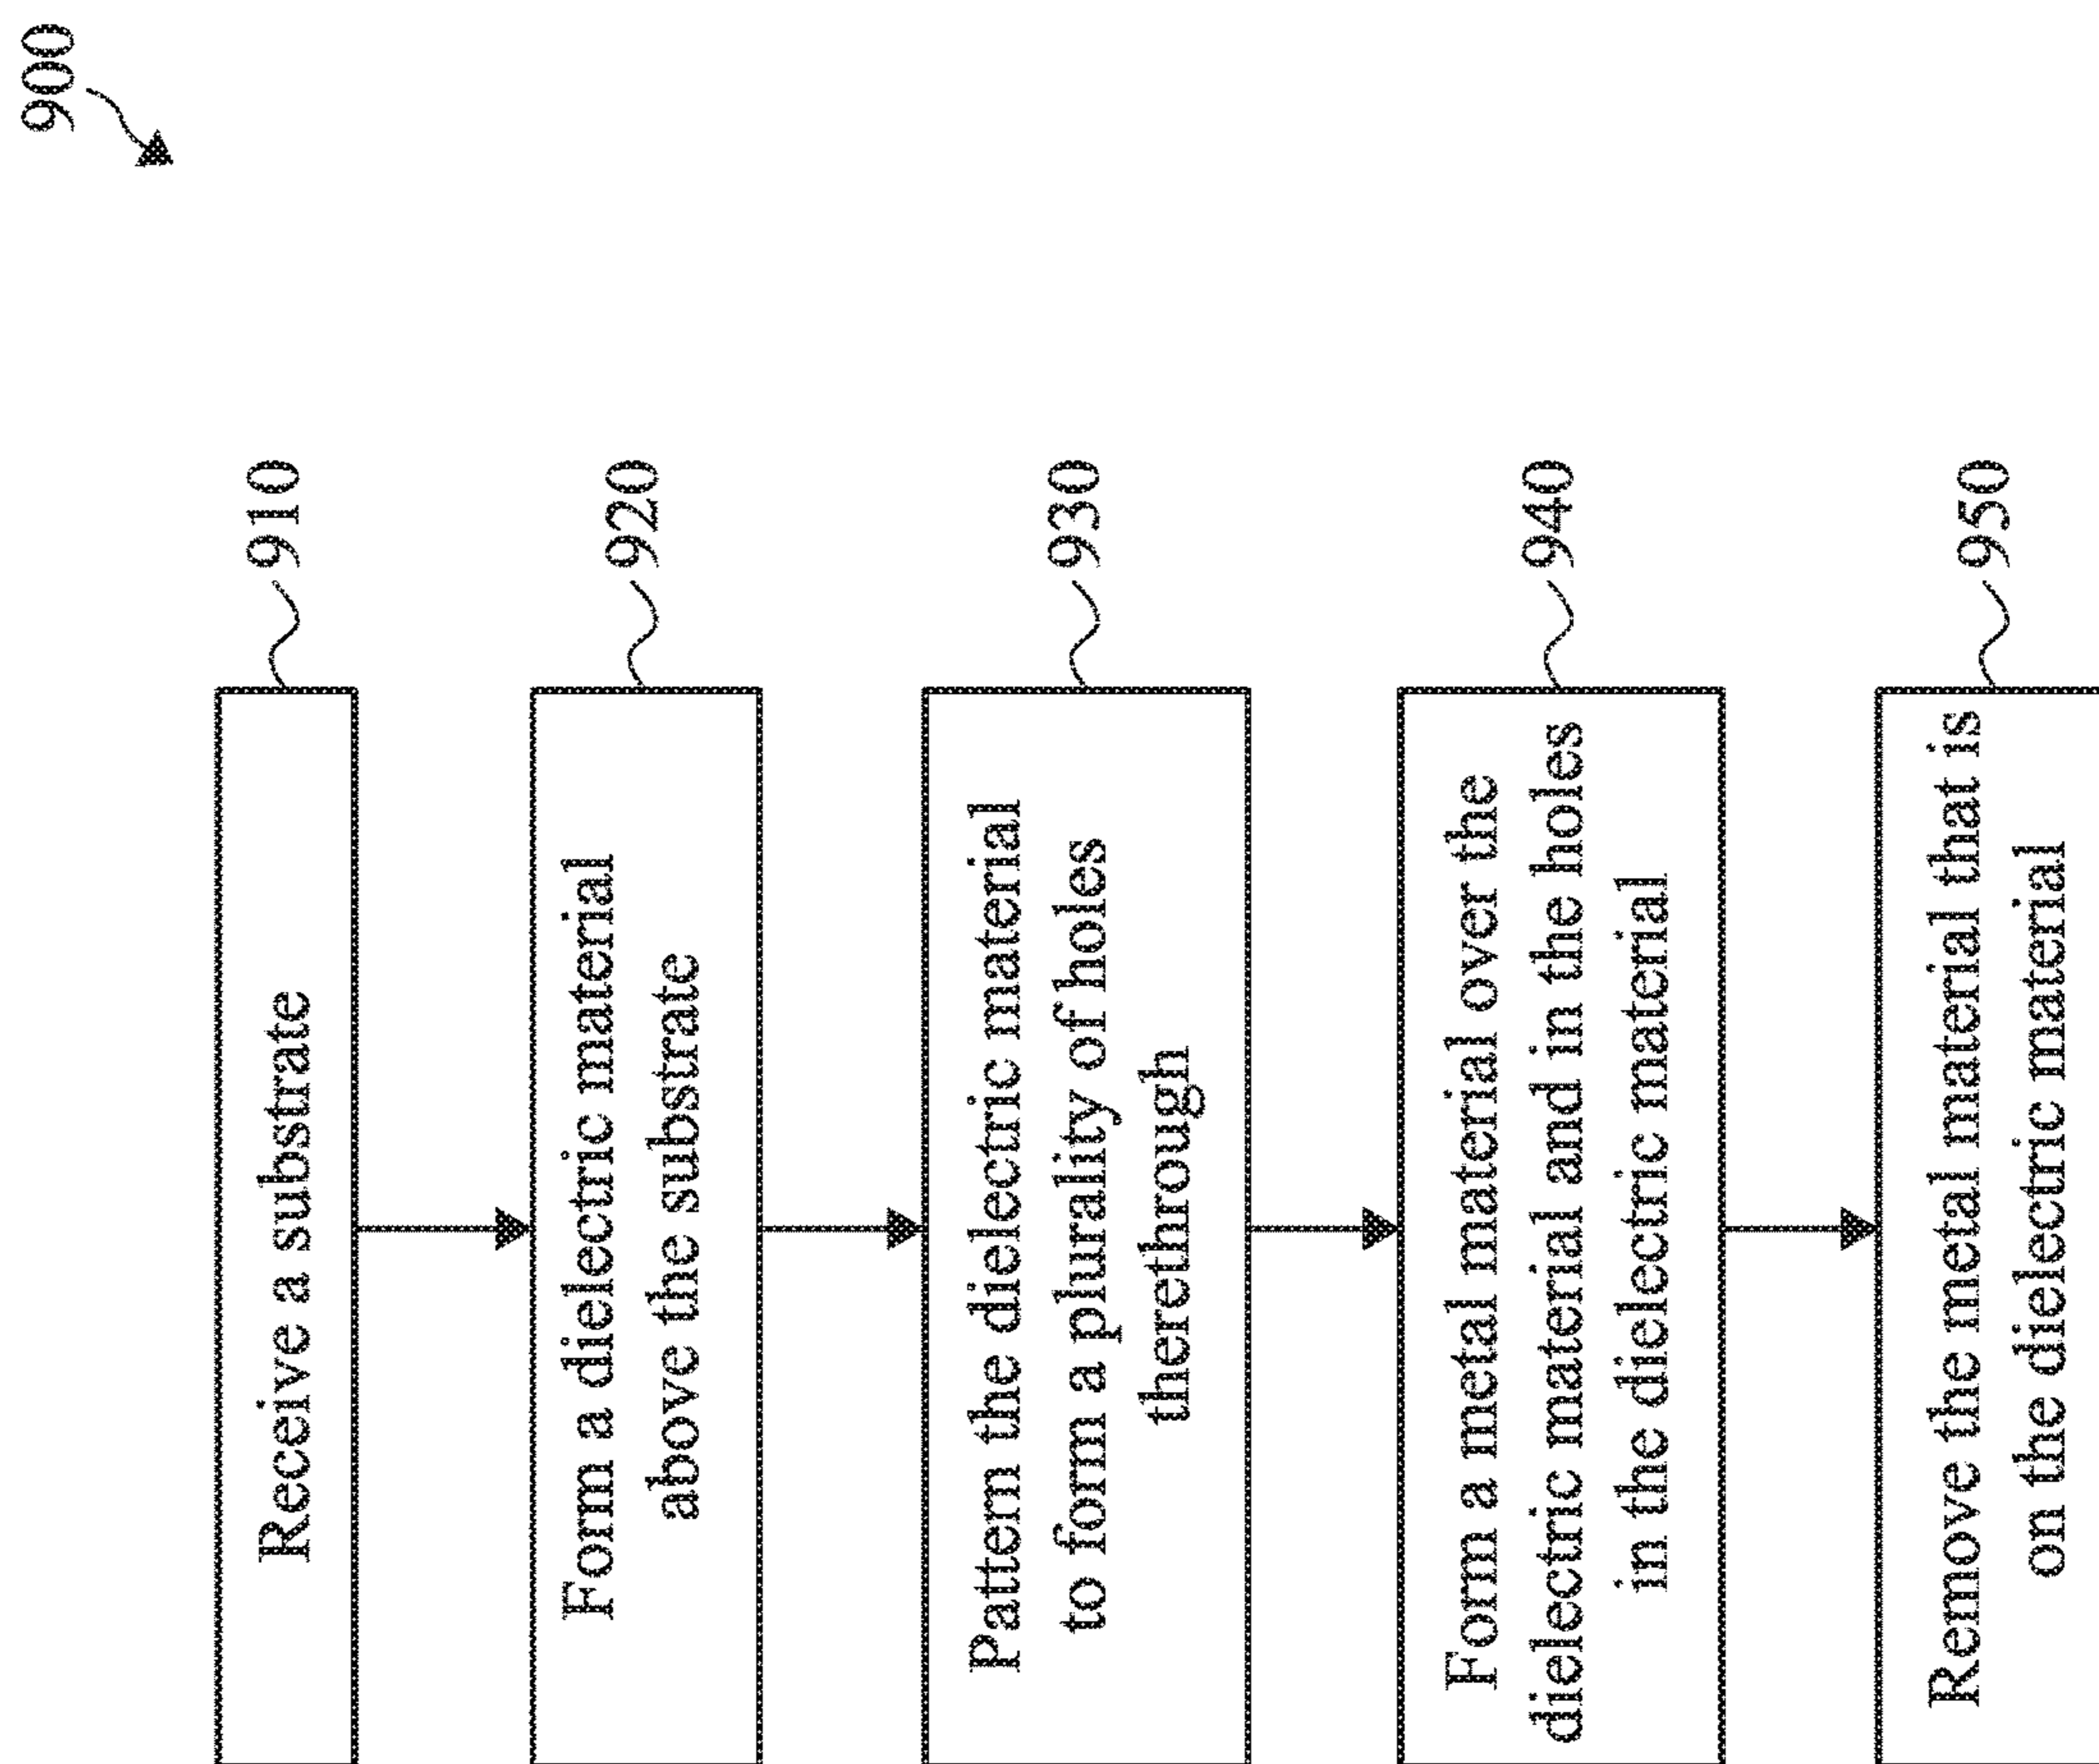 900
Receive a substrate
910
Form a dielectric material
above the substrate
920
Pattern the dielectric material
to form a plurality of holes
therethrough
930
Form a metal material over the
dielectric material and in the holes
in the dielectric material
940
Remove the metal material that is
on the dielectric material
950